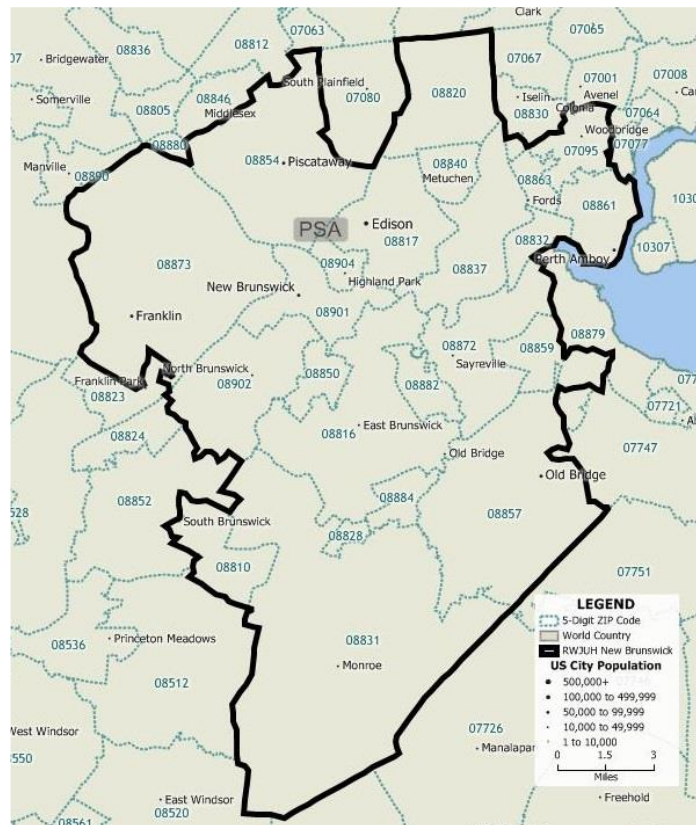 Clark
07063
07065
08836
08812
07067
07
Bridgewater
07001
07008
South Plainfield
07080
08820
Iselin
Avenel
Somerville
08805
08846
Middlesex
08830
Colonia
07064
Woodbridge
08880
07095
07077
Manville
08890
08854
Piscataway
08840
Metuchen
08863
Fords
08861
PSA
Edison
08817
08832
10307
Perth Amboy
08873
08904
Highland Park
08837
New Brunswick
08901
Franklin
08872
Sayreville
08859
08879
North Brunswick
Franklin Park
08902
08850
08882
08823
07721
08824
08816
East Brunswick
07747
Old Bridge
Old Bridge
08852
08884
08857
South Brunswick
08828
08810
07751
08831
Monroe
08536
Princeton Meadows
08512
West Windsor
07726
Manalapan
East Windsor
08520
08561
Freehold
LEGEND
5-Digit ZIP Code
World Country
RWJUH New Brunswick
US City Population
500,000+
100,000 to 499,999
50,000 to 99,999
10,000 to 49,999
1 to 10,000
0 1.5 3
Miles